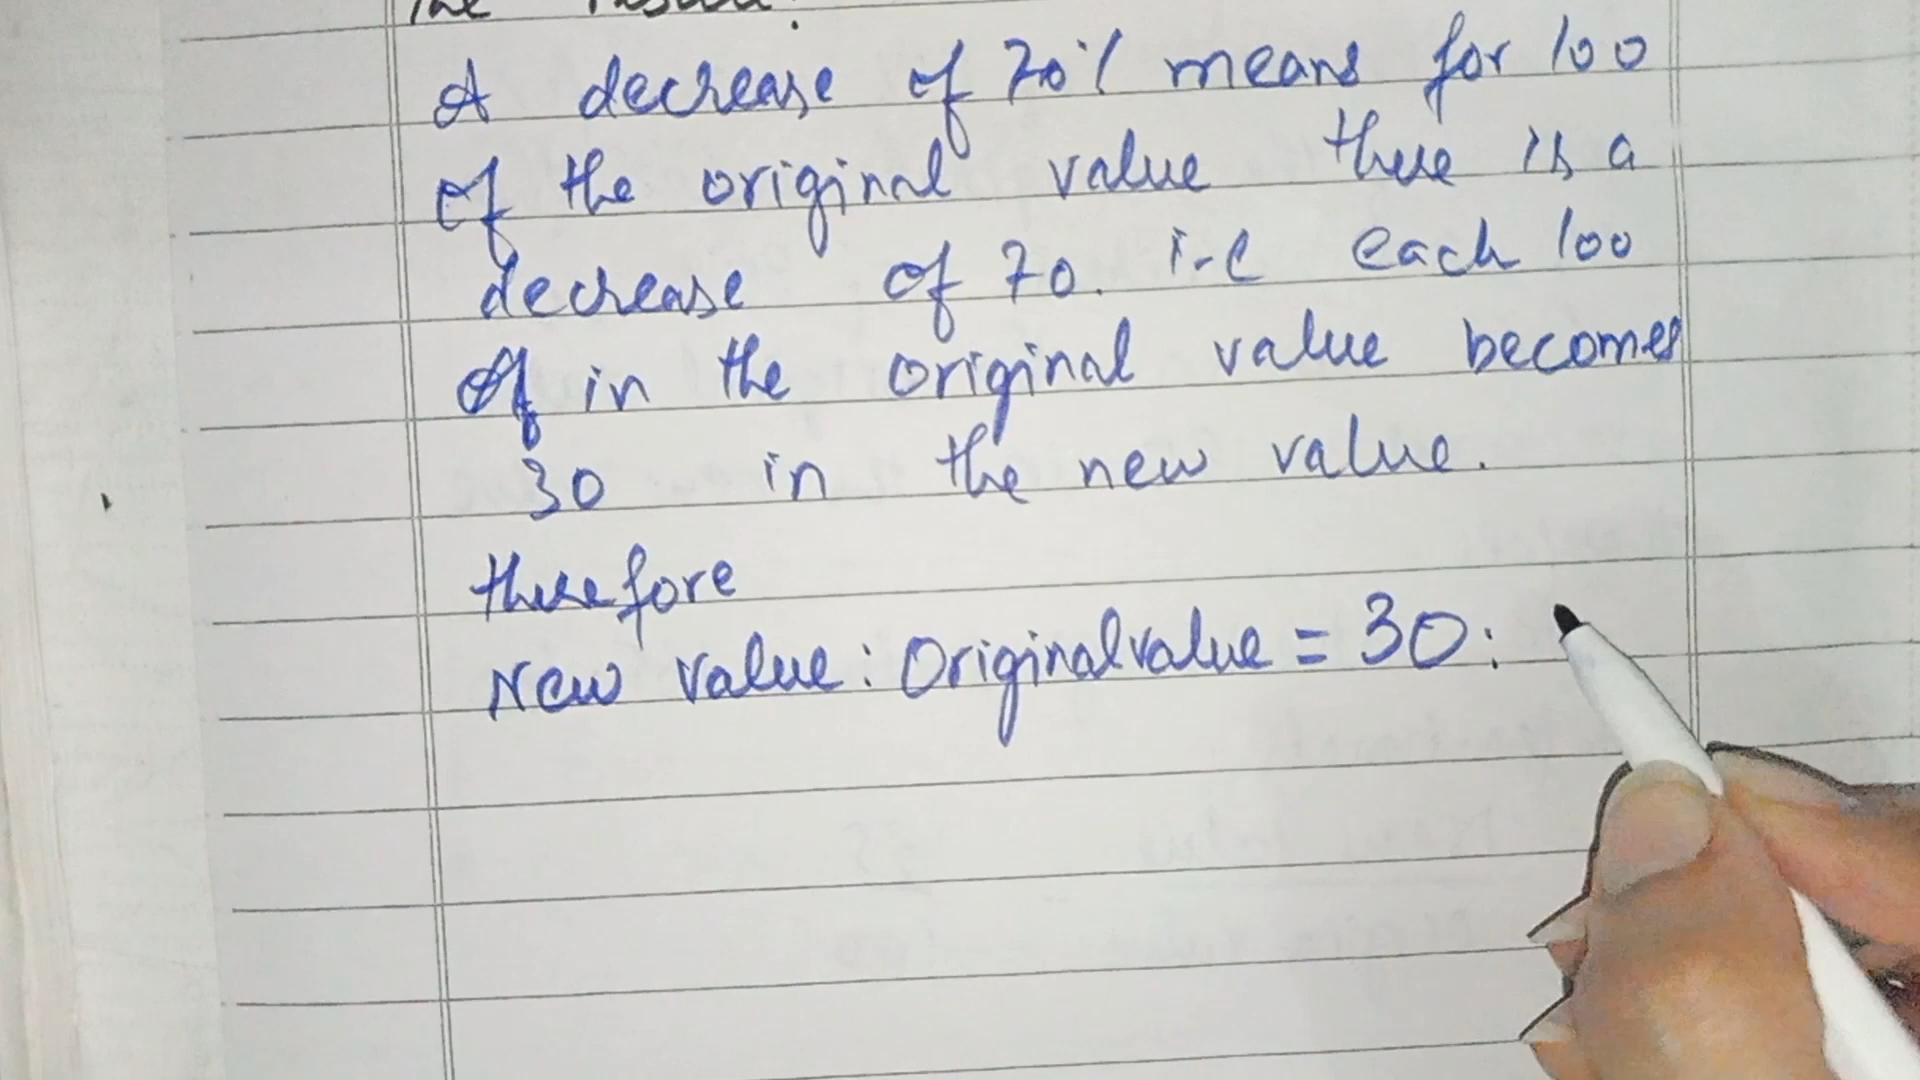 The
A decrease of 70% means for 100
of the original value there is a
decrease of 70. i.e each 100
in the original value becomes
30 in the new value.
therefore
New value : Original value = 30 :